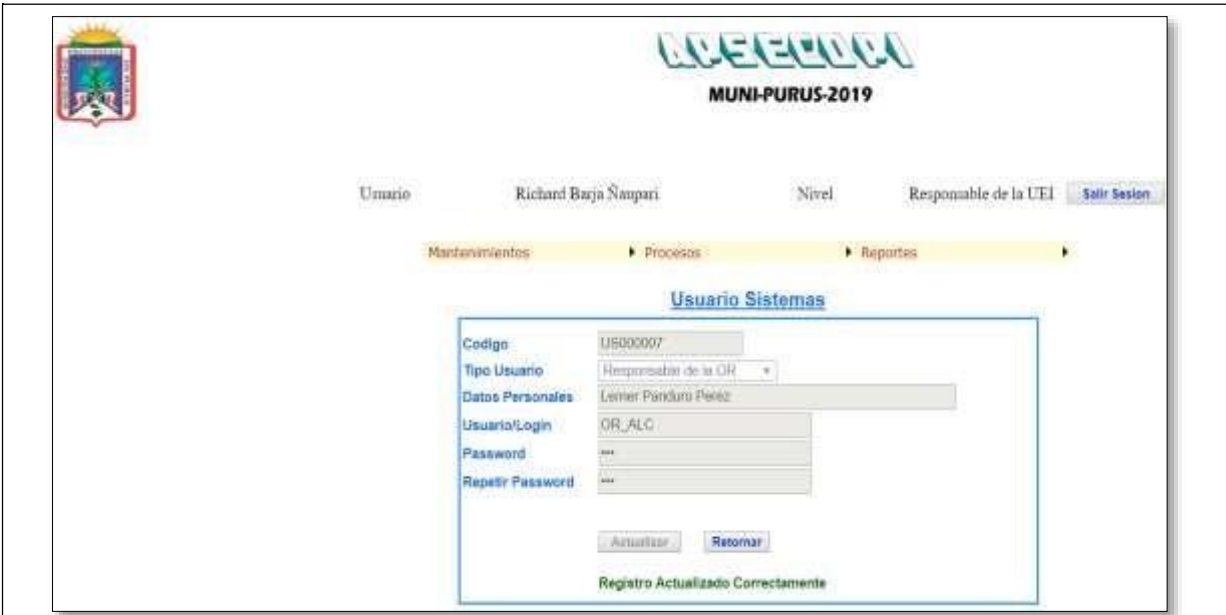 APSECOPI
MUNI-PURUS-2019
Usuario Richard Barja Ñaupari Nivel Responsable de la UEI Salir Sesion
Mantenimientos Procesos Reportes
Usuario Sistemas
Codigo US000007
Tipo Usuario Responsable de la OR
Datos Personales Lemer Panduro Perez
Usuario/Login OR_ALC
Password •••
Repetir Password •••
Actualizar Retornar
Registro Actualizado Correctamente